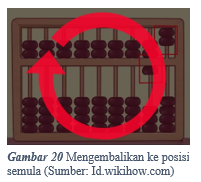 Gambar 20 Mengembalikan ke posisi
semula (Sumber: Id.wikihow.com)